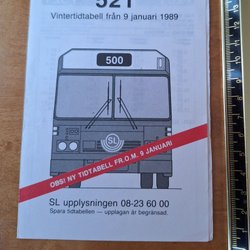 521
Vintertidtabell från 9 januari 1989
500
SL
OBS! NY TIDTABELL FR.O.M. 9 JANUARI
SL upplysningen 08-23 60 00
Spara tidtabellen — upplagan är begränsad.